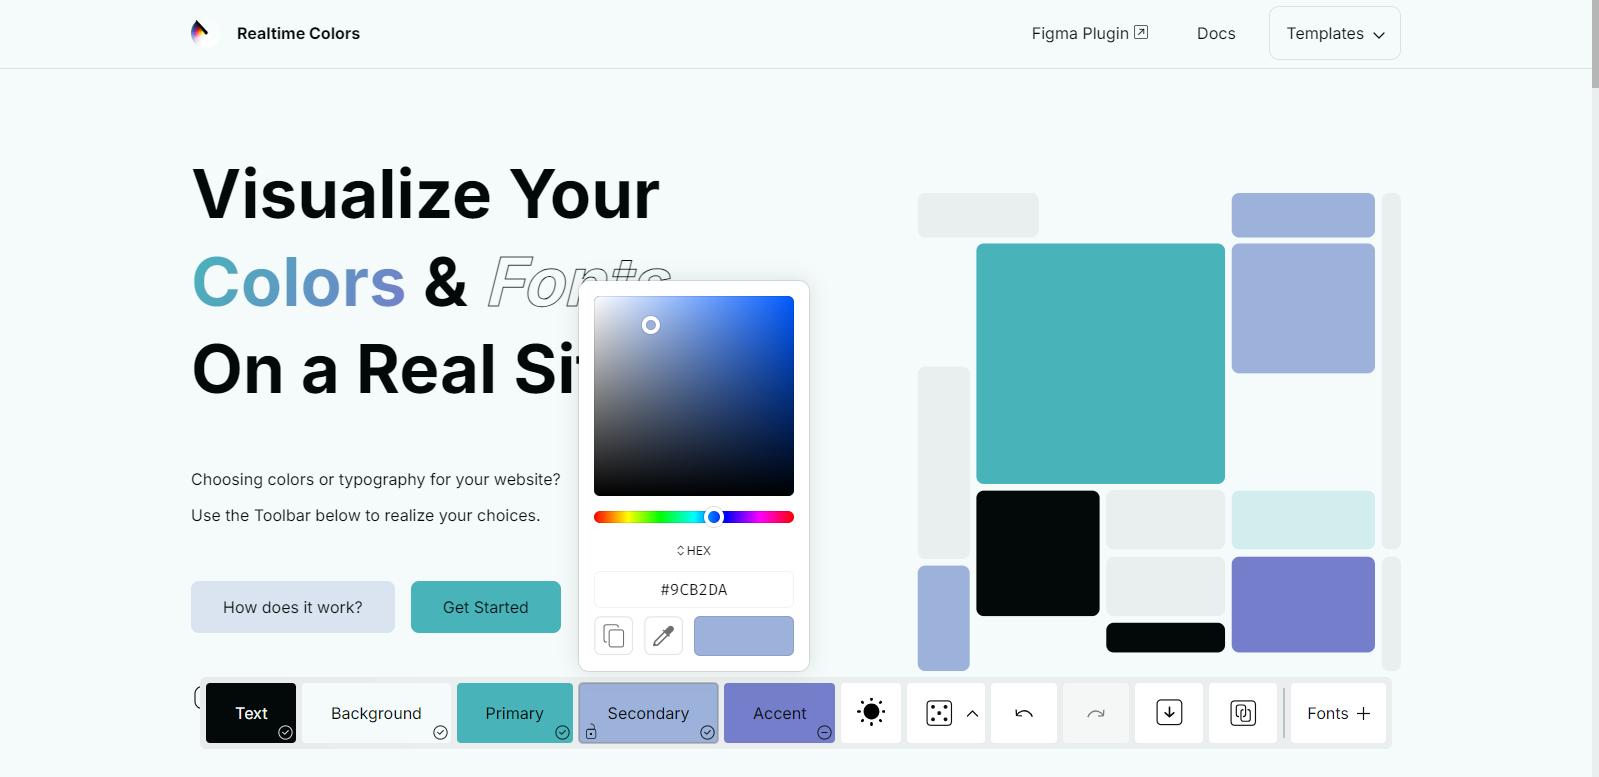 Realtime Colors
Figma Plugin
Docs
Templates
Visualize Your
Colors & Fonts
On a Real
Choosing colors or typography for your website?
Use the Toolbar below to realize your choices.
How does it work?
Get Started
HEX
#9CB2DA
Text
Background
Primary
Secondary
Accent
Fonts